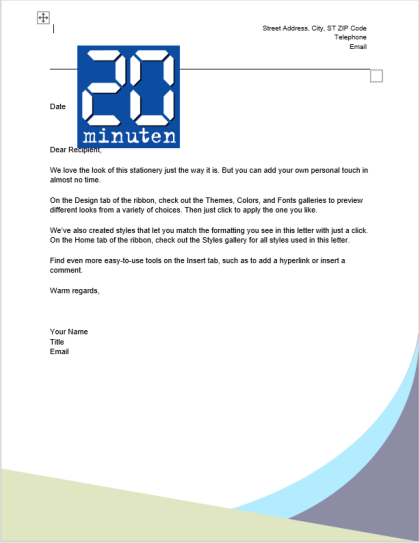 Street Address, City, ST ZIP Code
Telephone
Email
20
minuten
Date
Dear Recipient,
We love the look of this stationery just the way it is. But you can add your own personal touch in
almost no time.
On the Design tab of the ribbon, check out the Themes, Colors, and Fonts galleries to preview
different looks from a variety of choices. Then just click to apply the one you like.
We've also created styles that let you match the formatting you see in this letter with just a click.
On the Home tab of the ribbon, check out the Styles gallery for all styles used in this letter.
Find even more easy-to-use tools on the Insert tab, such as to add a hyperlink or insert a
comment.
Warm regards,
Your Name
Title
Email